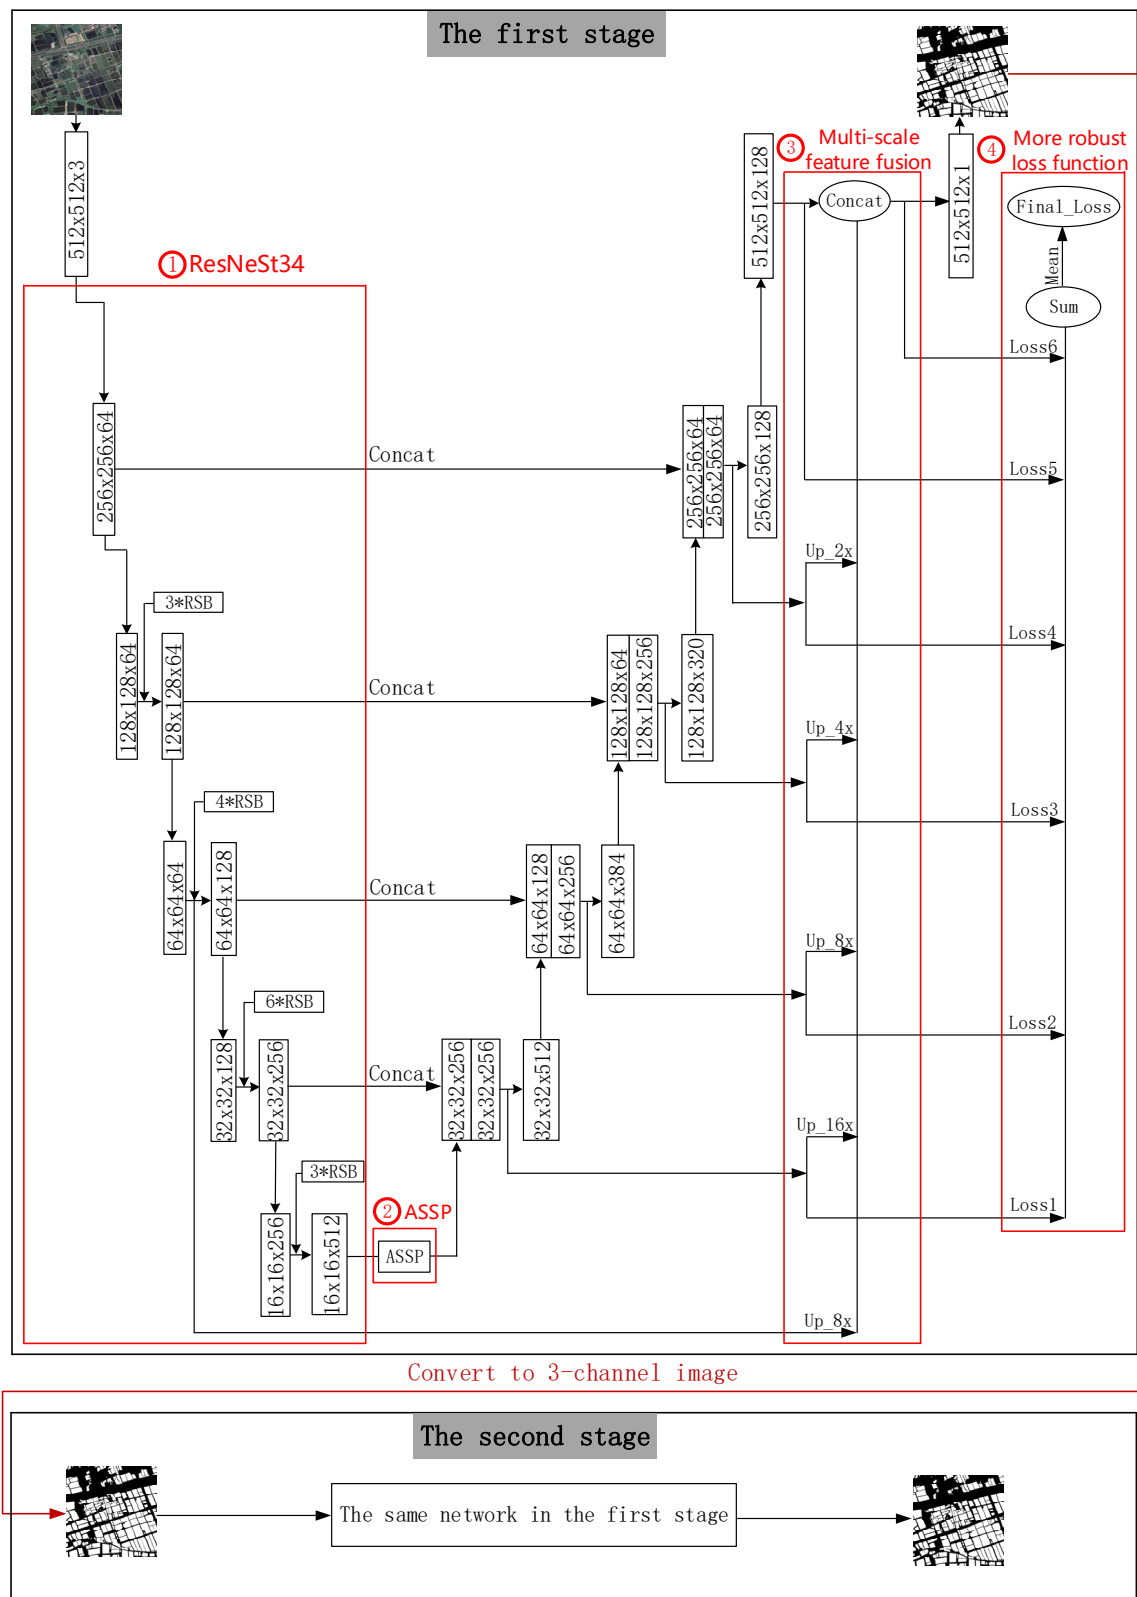 The first stage
512x512x3
① ResNeSt34
256x256x64
3*RSB
128x128x64
128x128x64
4*RSB
64x64x64
64x64x128
6*RSB
32x32x128
32x32x256
3*RSB
16x16x256
16x16x512
② ASSP
ASSP
Concat
Concat
Concat
Concat
32x32x256
32x32x256
32x32x512
64x64x128
64x64x256
64x64x384
128x128x64
128x128x256
128x128x320
256x256x64
256x256x64
256x256x128
512x512x128
③ Multi-scale
feature fusion
Concat
Up_2x
Up_4x
Up_8x
Up_16x
Up_8x
512x512x1
④ More robust
loss function
Final_Loss
Mean
Sum
Loss6
Loss5
Loss4
Loss3
Loss2
Loss1
Convert to 3-channel image
The second stage
The same network in the first stage